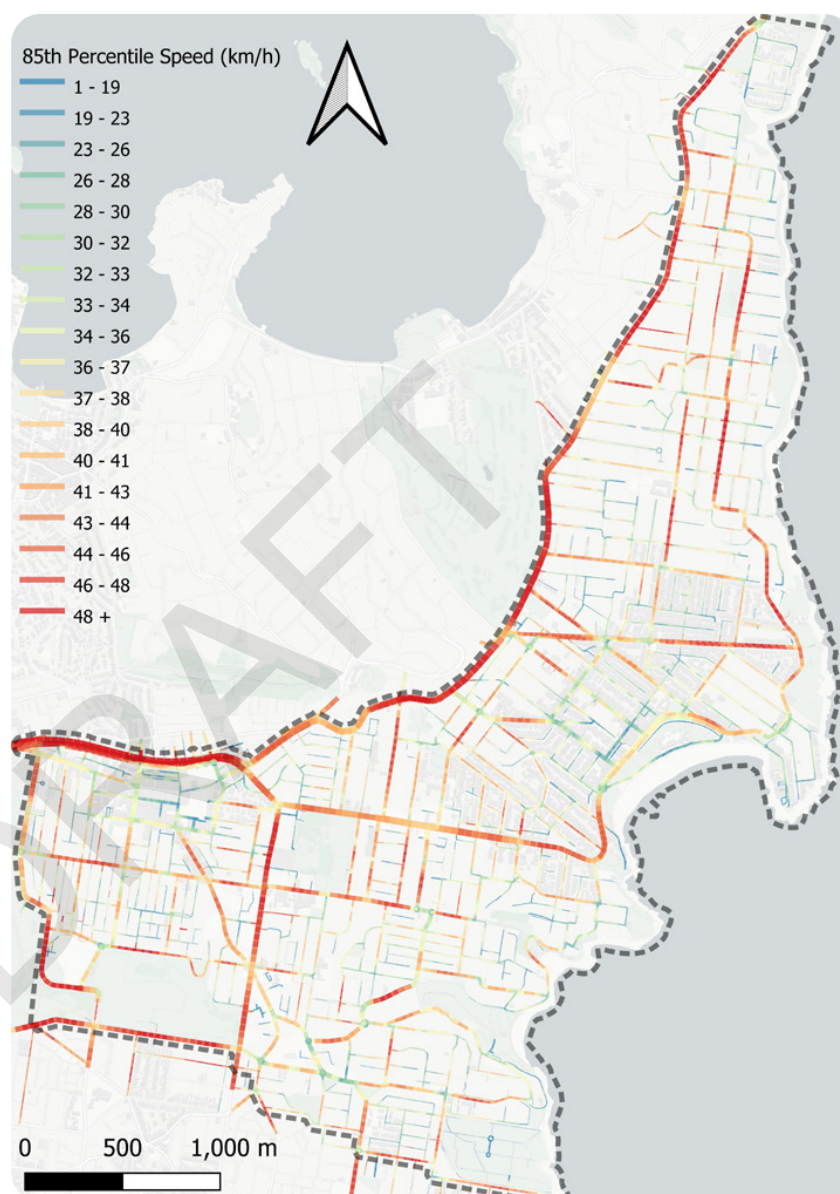 85th Percentile Speed (km/h)
1 - 19
19 - 23
23 - 26
26 - 28
28 - 30
30 - 32
32 - 33
33 - 34
34 - 36
36 - 37
37 - 38
38 - 40
40 - 41
41 - 43
43 - 44
44 - 46
46 - 48
48 +
DRAFT
0 500 1,000 m